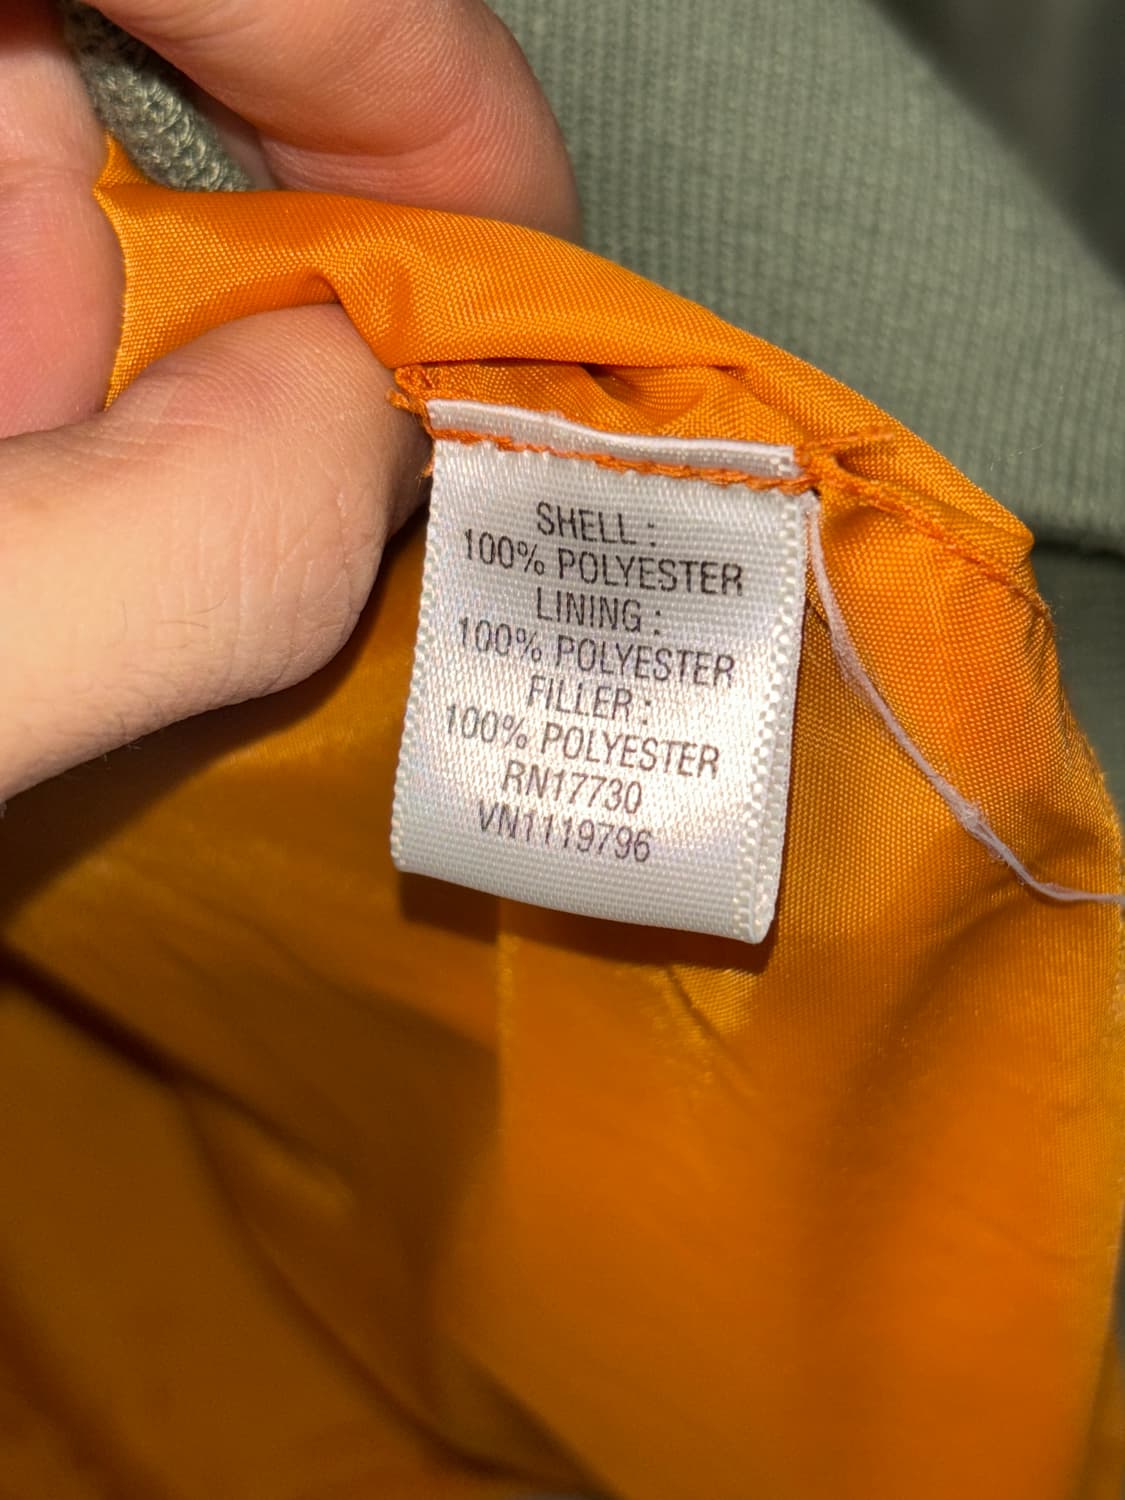 SHELL :
100% POLYESTER
LINING :
100% POLYESTER
FILLER :
100% POLYESTER
RN17730
VN1119796